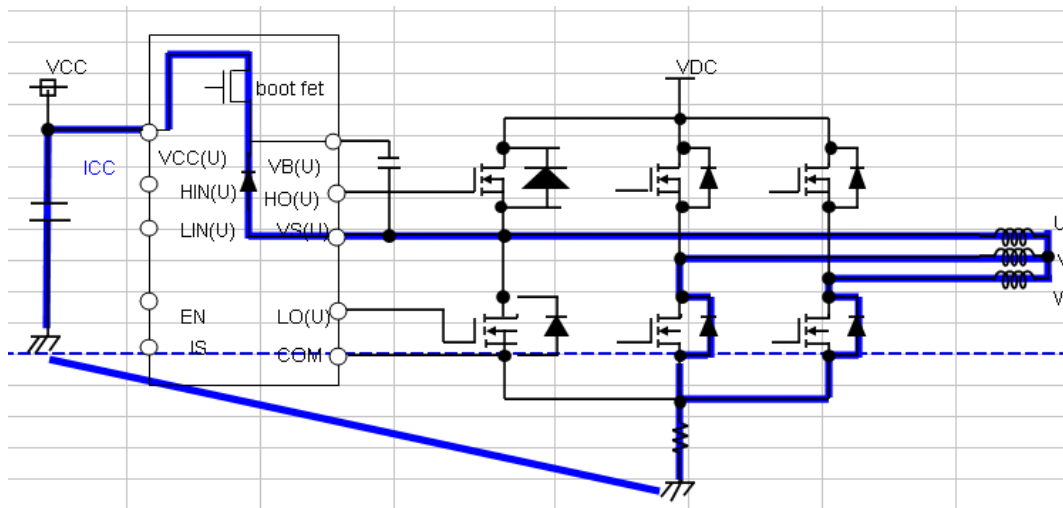 VCC
VDC
boot fet
ICC
VCC(U)
VB(U)
HIN(U)
HO(U)
LIN(U)
VS(U)
U
V
W
EN
LO(U)
IS
COM